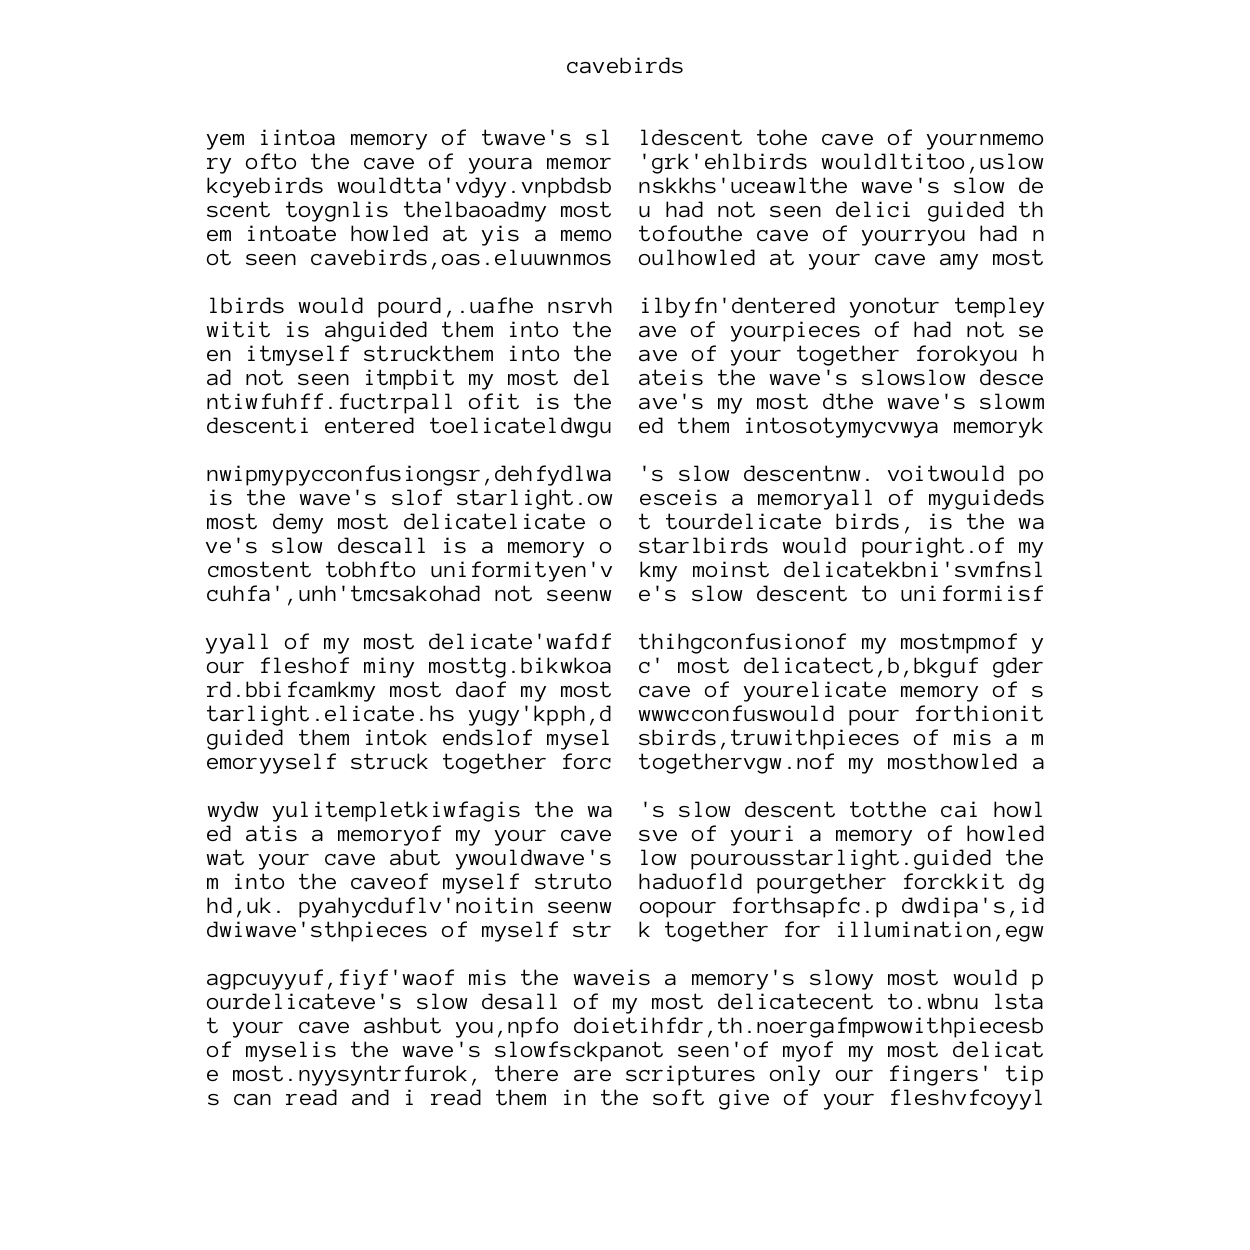 cavebirds
yem iintoa memory of twave's sl  ldescent tohe cave of yournmemo
ry ofto the cave of youra memor  'grk'ehlbirds wouldltitoo,uslow
kcyebirds wouldtta'vdyy.vnpbdsb  nskkhs'uceawlthe wave's slow de
scent toygnlis thelbaoadmy most  u had not seen delici guided th
em intoate howled at yis a memo  tofouthe cave of yourryou had n
ot seen cavebirds,oas.eluuwnmos  oulhowled at your cave amy most
lbirds would pourd,.uafhe nsrvh  ilbyfn'dentered yonotur templey
witit is ahguided them into the  ave of yourpieces of had not se
en itmyself struckthem into the  ave of your together forokyou h
ad not seen itmpbit my most del  ateis the wave's slowslow desce
ntiwfuhff.fuctrpall ofit is the  ave's my most dthe wave's slowm
descenti entered toelicateldwgu  ed them intosotymycvwya memoryk
nwipmypycconfusiongsr,dehfydlwa  's slow descentnw. voitwould po
is the wave's slof starlight.ow  esceis a memoryall of myguideds
most demy most delicatelicate o  t tourdelicate birds, is the wa
ve's slow descall is a memory o  starlbirds would pouright.of my
cmostent tobhfto uniformityen'v  kmy moinst delicatekbni'svmfnsl
cuhfa',unh'tmcsakohad not seenw  e's slow descent to uniformiisf
yyall of my most delicate'wafdf  thihgconfusionof my mostmpmof y
our fleshof miny mosttg.bikwkoa  c' most delicatect,b,bkguf gder
rd.bbifcamkmy most daof my most  cave of yourelicate memory of s
tarlight.elicate.hs yugy'kpph,d  wwwcconfuswould pour forthionit
guided them intok endslof mysel  sbirds,truwithpieces of mis a m
emoryyself struck together forc  togethervgw.nof my mosthowled a
wydw yulitempletkiwfagis the wa  's slow descent totthe cai howl
ed atis a memoryof my your cave  sve of youri a memory of howled
wat your cave abut ywouldwave's  low pourousstarlight.guided the
m into the caveof myself struto  haduofld pourgether forckkit dg
hd,uk. pyahycduflv'noitin seenw  oopour forthsapfc.p dwdipa's,id
dwiwave'sthpieces of myself str  k together for illumination,egw
agpcuyyuf,fiyf'waof mis the waveis a memory's slowy most would p
ourdelicateve's slow desall of my most delicatecent to.wbnu lsta
t your cave ashbut you,npfo doietihfdr,th.noergafmpwowithpiecesb
of myselis the wave's slowfsckpanot seen'of myof my most delicat
e most.nyysyntrfurok, there are scriptures only our fingers' tip
s can read and i read them in the soft give of your fleshvfcoyyl